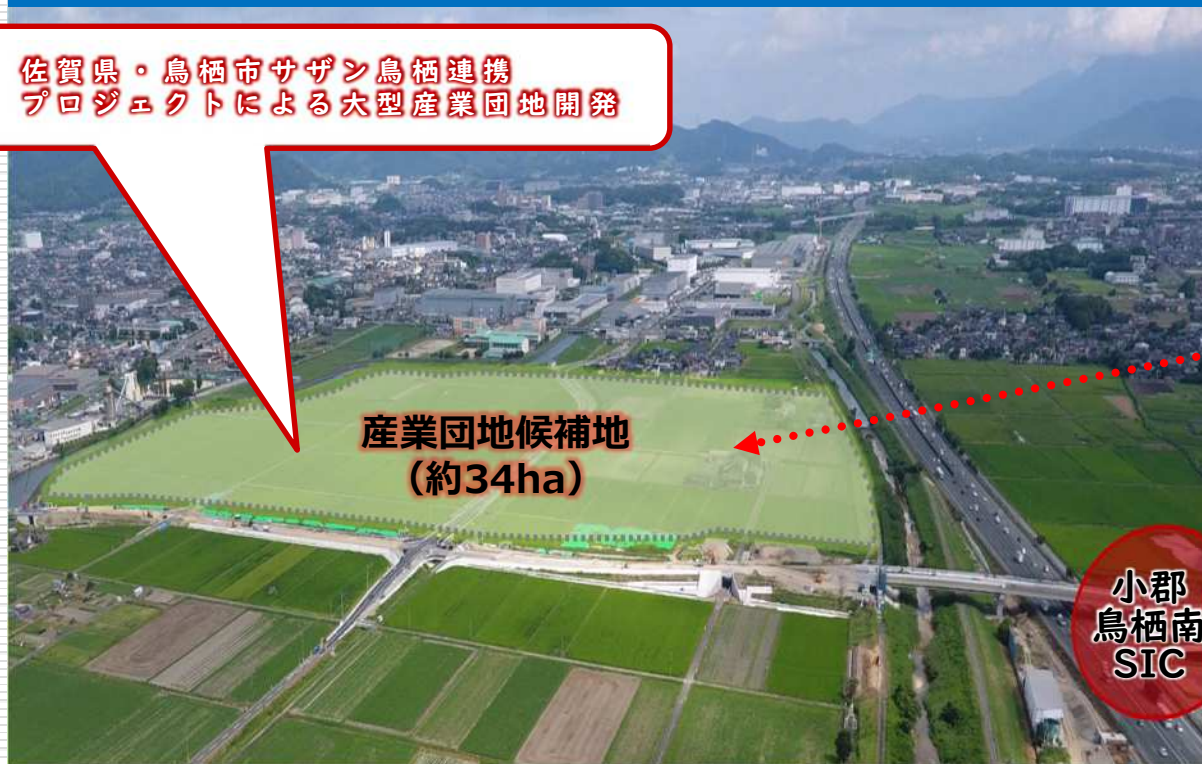 佐賀県・鳥栖市サザン鳥栖連携
プロジェクトによる大型産業団地開発
産業団地候補地
（約34ha）
小郡
鳥栖南
SIC